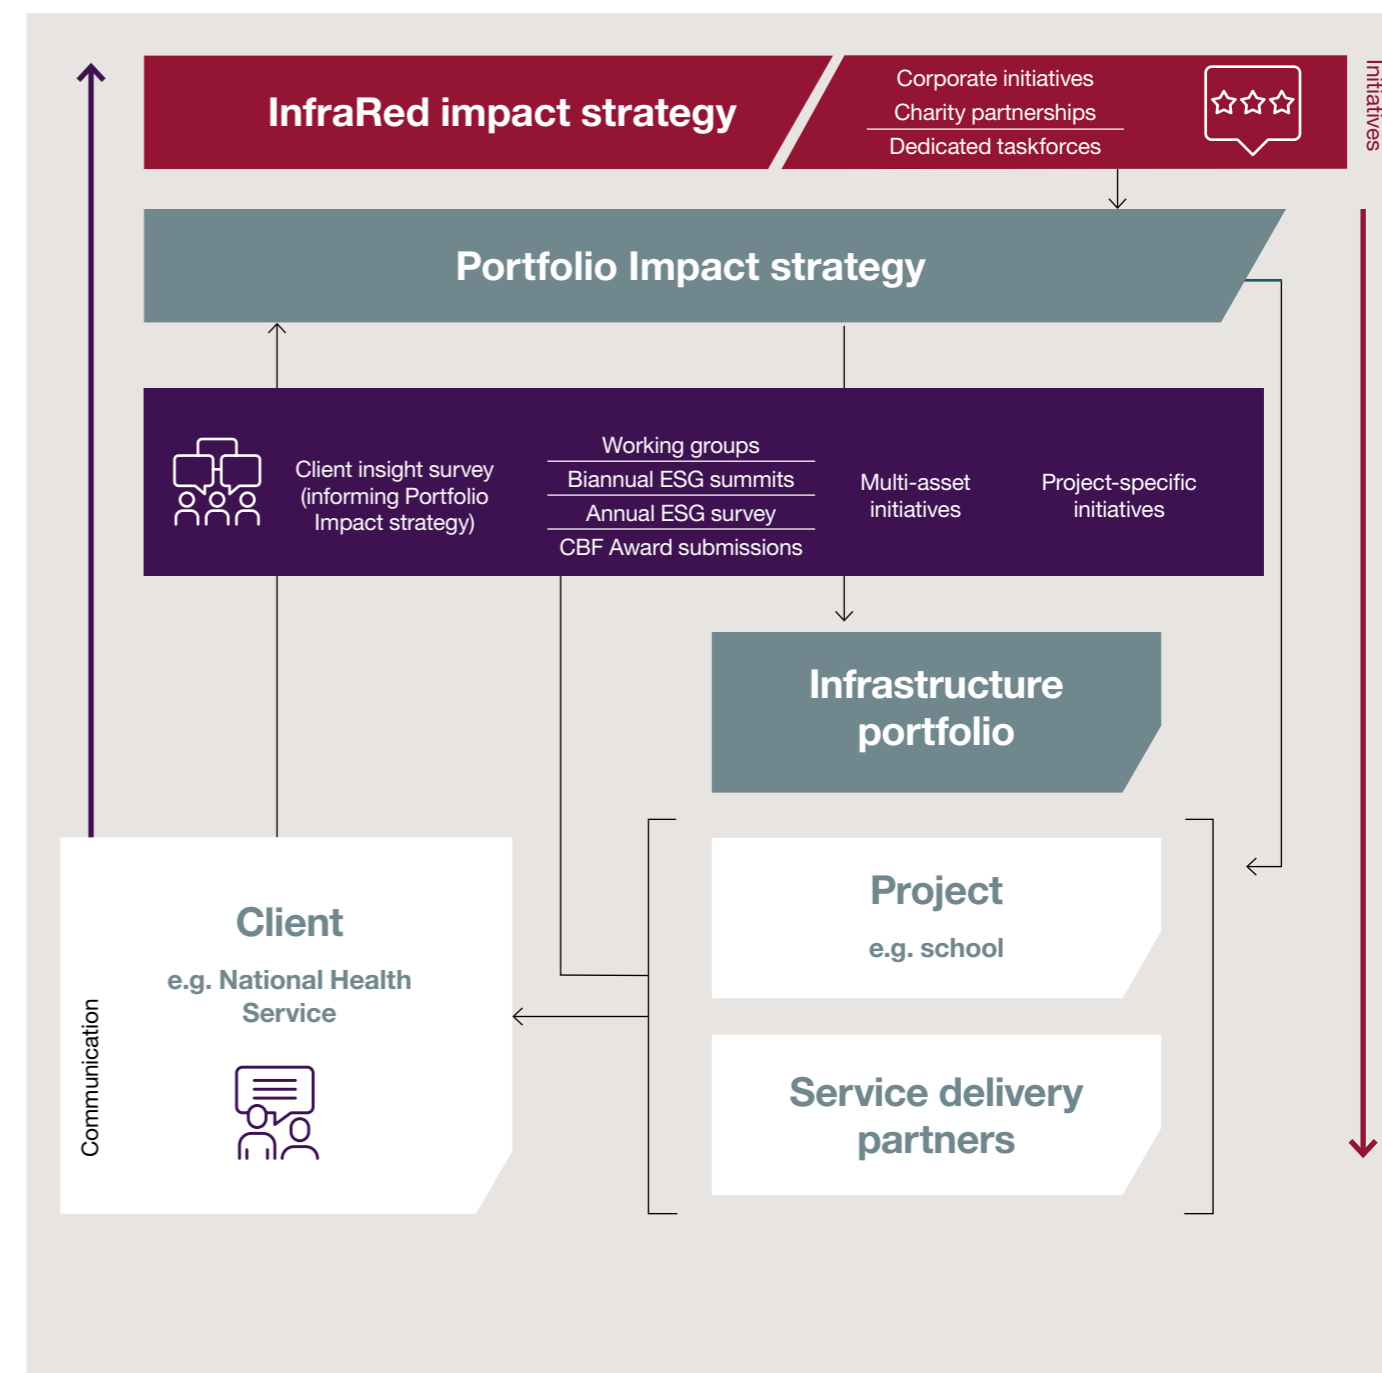 InfraRed impact strategy
Corporate initiatives
Charity partnerships
Dedicated taskforces
Initiatives
Portfolio Impact strategy
Client insight survey
(informing Portfolio
Impact strategy)
Working groups
Biannual ESG summits
Annual ESG survey
CBF Award submissions
Multi-asset
initiatives
Project-specific
initiatives
Infrastructure
portfolio
Client
e.g. National Health
Service
Communication
Project
e.g. school
Service delivery
partners